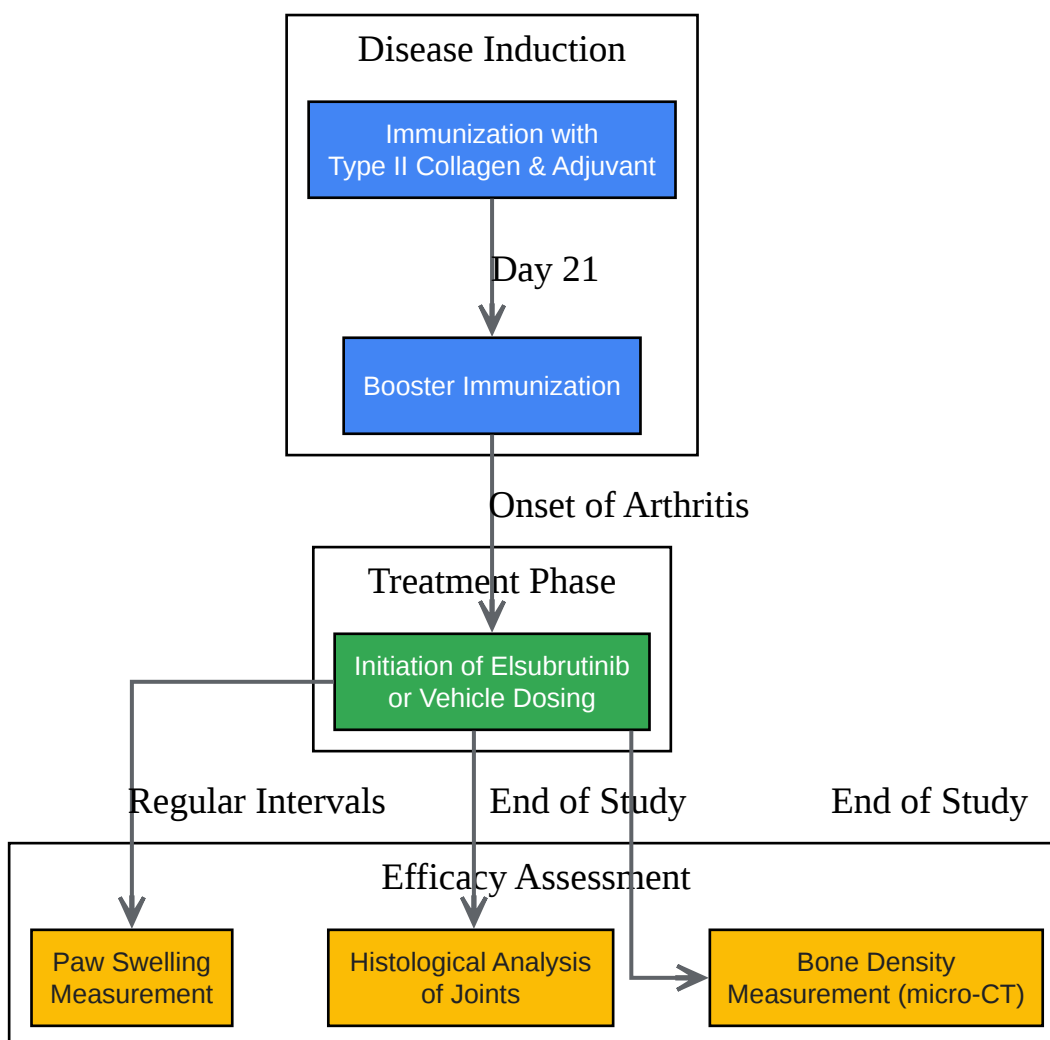 Disease Induction
Immunization with
Type II Collagen & Adjuvant
Day 21
Booster Immunization
Onset of Arthritis
Treatment Phase
Initiation of Elsubrutinib
or Vehicle Dosing
Regular Intervals
End of Study
End of Study
Efficacy Assessment
Paw Swelling
Measurement
Histological Analysis
of Joints
Bone Density
Measurement (micro-CT)